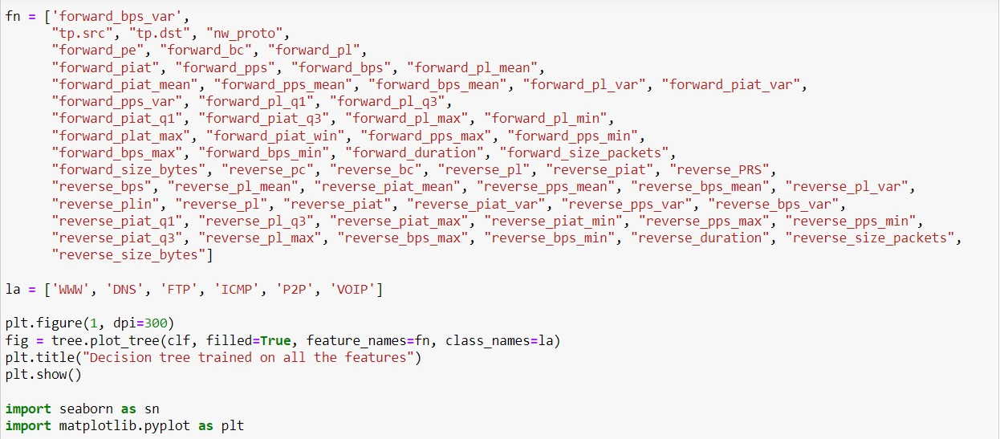 fn = ['forward_bps_var',
"tp.src", "tp.dst", "nw_proto",
"forward_pe", "forward_bc", "forward_pl",
"forward_piat", "forward_pps", "forward_bps", "forward_pl_mean",
"forward_piat_mean", "forward_pps_mean", "forward_bps_mean", "forward_pl_var", "forward_piat_var",
"forward_pps_var", "forward_pl_q1", "forward_pl_q3",
"forward_piat_q1", "forward_piat_q3", "forward_pl_max", "forward_pl_min",
"forward_plat_max", "forward_piat_win", "forward_pps_max", "forward_pps_min",
"forward_bps_max", "forward_bps_min", "forward_duration", "forward_size_packets",
"forward_size_bytes", "reverse_pc", "reverse_bc", "reverse_pl", "reverse_piat", "reverse_PRS",
"reverse_bps", "reverse_pl_mean", "reverse_piat_mean", "reverse_pps_mean", "reverse_bps_mean", "reverse_pl_var",
"reverse_plin", "reverse_pl", "reverse_piat", "reverse_piat_var", "reverse_pps_var", "reverse_bps_var",
"reverse_piat_q1", "reverse_pl_q3", "reverse_piat_max", "reverse_piat_min", "reverse_pps_max", "reverse_pps_min",
"reverse_piat_q3", "reverse_pl_max", "reverse_bps_max", "reverse_bps_min", "reverse_duration", "reverse_size_packets",
"reverse_size_bytes"]
la = ['WWW', 'DNS', 'FTP', 'ICMP', 'P2P', 'VOIP']
plt.figure(1, dpi=300)
fig = tree.plot_tree(clf, filled=True, feature_names=fn, class_names=la)
plt.title("Decision tree trained on all the features")
plt.show()
import seaborn as sn
import matplotlib.pyplot as plt